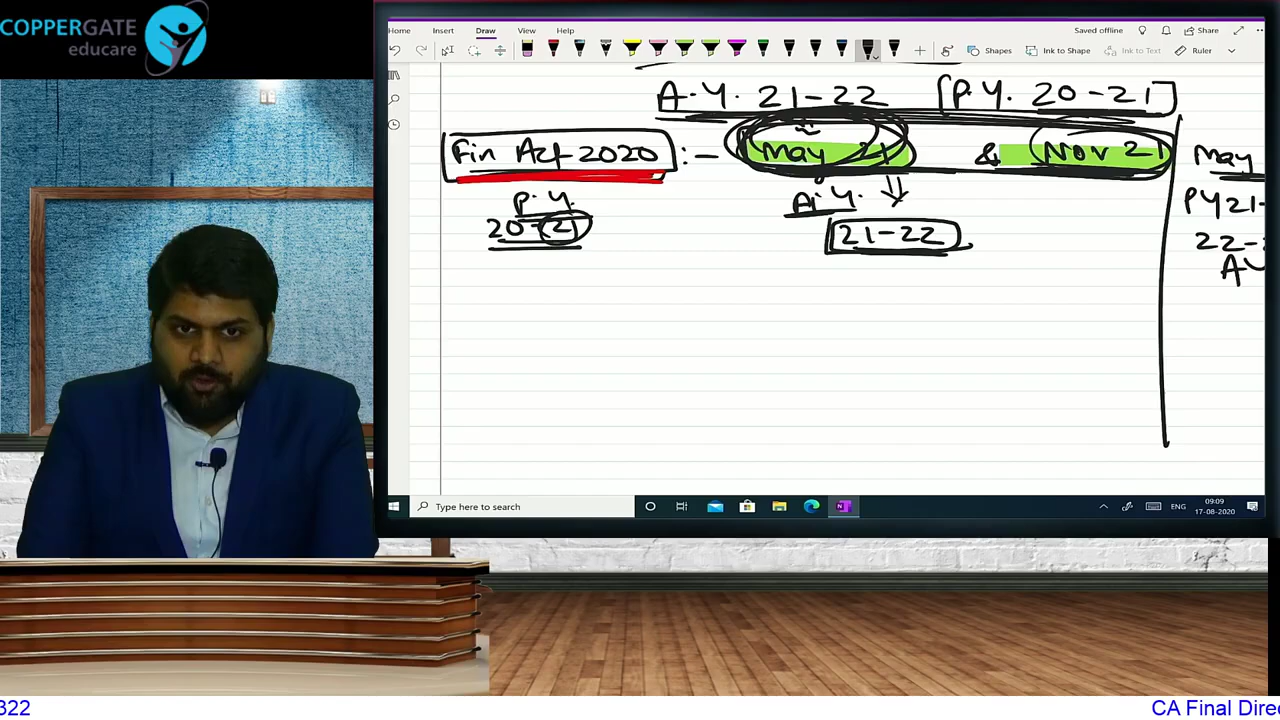 COPPERGATE
educare
Home Insert Draw View Help
Saved offline
Share
Shapes
Ink to Shape
Ink to Text
Ruler
A.Y. 21-22 [P.Y. 20-21]
Fin Act 2020 :- May 21 & Nov 21
P.Y.
20-21
A.Y.
21-22
May
PY 21-
22-
AY
Type here to search
ENG
09:09
17-08-2020
322
CA Final Direc